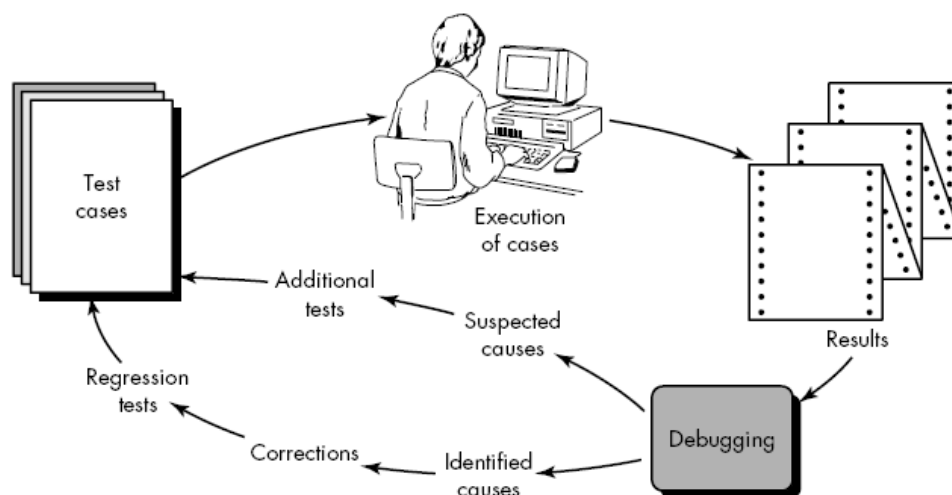 Test
cases
Execution
of cases
Results
Debugging
Suspected
causes
Additional
tests
Identified
causes
Corrections
Regression
tests